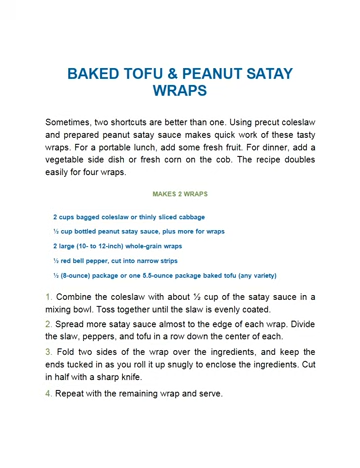 BAKED TOFU & PEANUT SATAY
WRAPS
Sometimes, two shortcuts are better than one. Using precut coleslaw
and prepared peanut satay sauce makes quick work of these tasty
wraps. For a portable lunch, add some fresh fruit. For dinner, add a
vegetable side dish or fresh corn on the cob. The recipe doubles
easily for four wraps.
MAKES 2 WRAPS
2 cups bagged coleslaw or thinly sliced cabbage
½ cup bottled peanut satay sauce, plus more for wraps
2 large (10- to 12-inch) whole-grain wraps
½ red bell pepper, cut into narrow strips
½ (8-ounce) package or one 5.5-ounce package baked tofu (any variety)
1. Combine the coleslaw with about ½ cup of the satay sauce in a
mixing bowl. Toss together until the slaw is evenly coated.
2. Spread more satay sauce almost to the edge of each wrap. Divide
the slaw, peppers, and tofu in a row down the center of each.
3. Fold two sides of the wrap over the ingredients, and keep the
ends tucked in as you roll it up snugly to enclose the ingredients. Cut
in half with a sharp knife.
4. Repeat with the remaining wrap and serve.